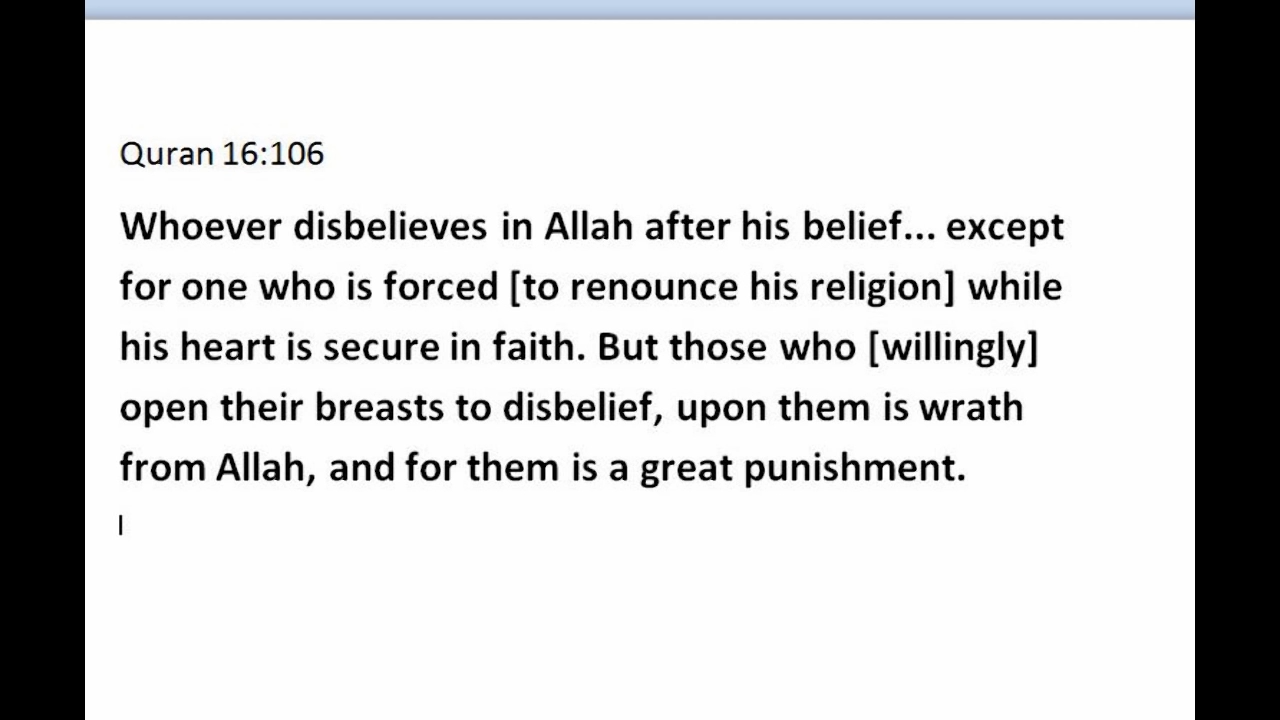 Quran 16:106
Whoever disbelieves in Allah after his belief... except
for one who is forced [to renounce his religion] while
his heart is secure in faith. But those who [willingly]
open their breasts to disbelief, upon them is wrath
from Allah, and for them is a great punishment.